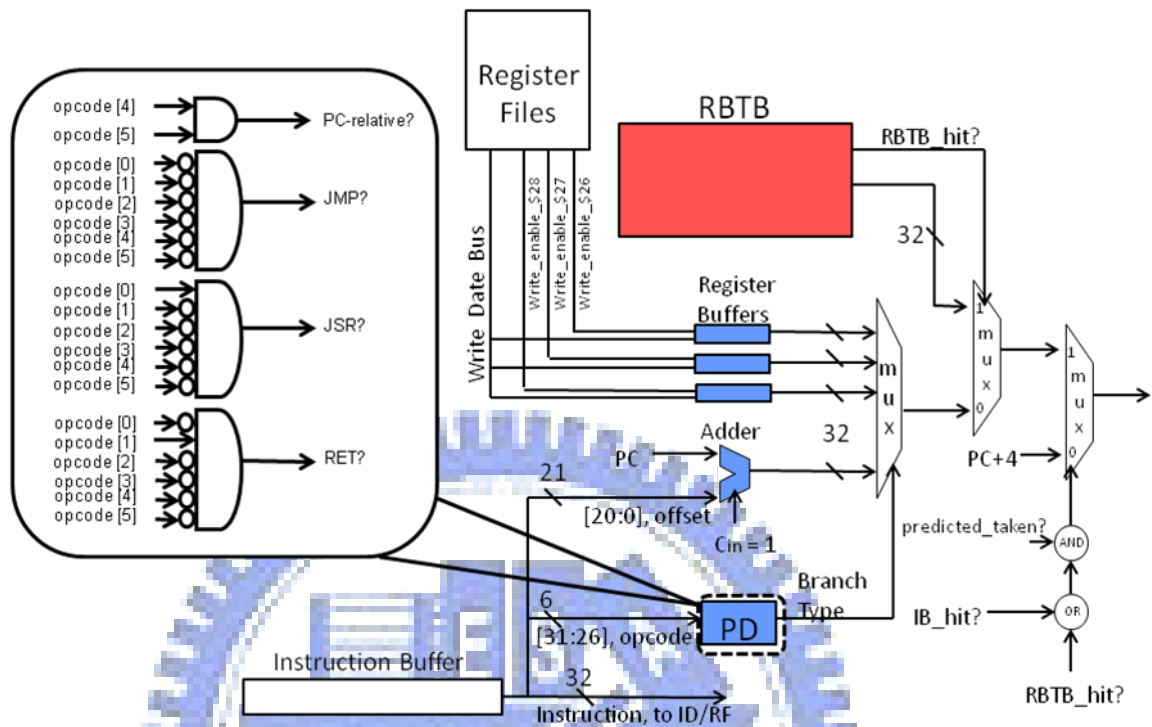 opcode [4]
opcode [5]
PC-relative?
opcode [0]
opcode [1]
opcode [2]
opcode [3]
opcode [4]
opcode [5]
JMP?
opcode [0]
opcode [1]
opcode [2]
opcode [3]
opcode [4]
opcode [5]
JSR?
opcode [0]
opcode [1]
opcode [2]
opcode [3]
opcode [4]
opcode [5]
RET?
Register
Files
Write Date Bus
Write_enable_$28
Write_enable_$27
Write_enable_$26
RBTB
RBTB_hit?
32
Register
Buffers
mux
1
mux
0
1
mux
0
PC+4
Adder
32
PC
21
[20:0], offset
Cin = 1
predicted_taken?
AND
Branch
Type
6
PD
[31:26], opcode
IB_hit?
OR
Instruction Buffer
32
Instruction, to ID/RF
RBTB_hit?